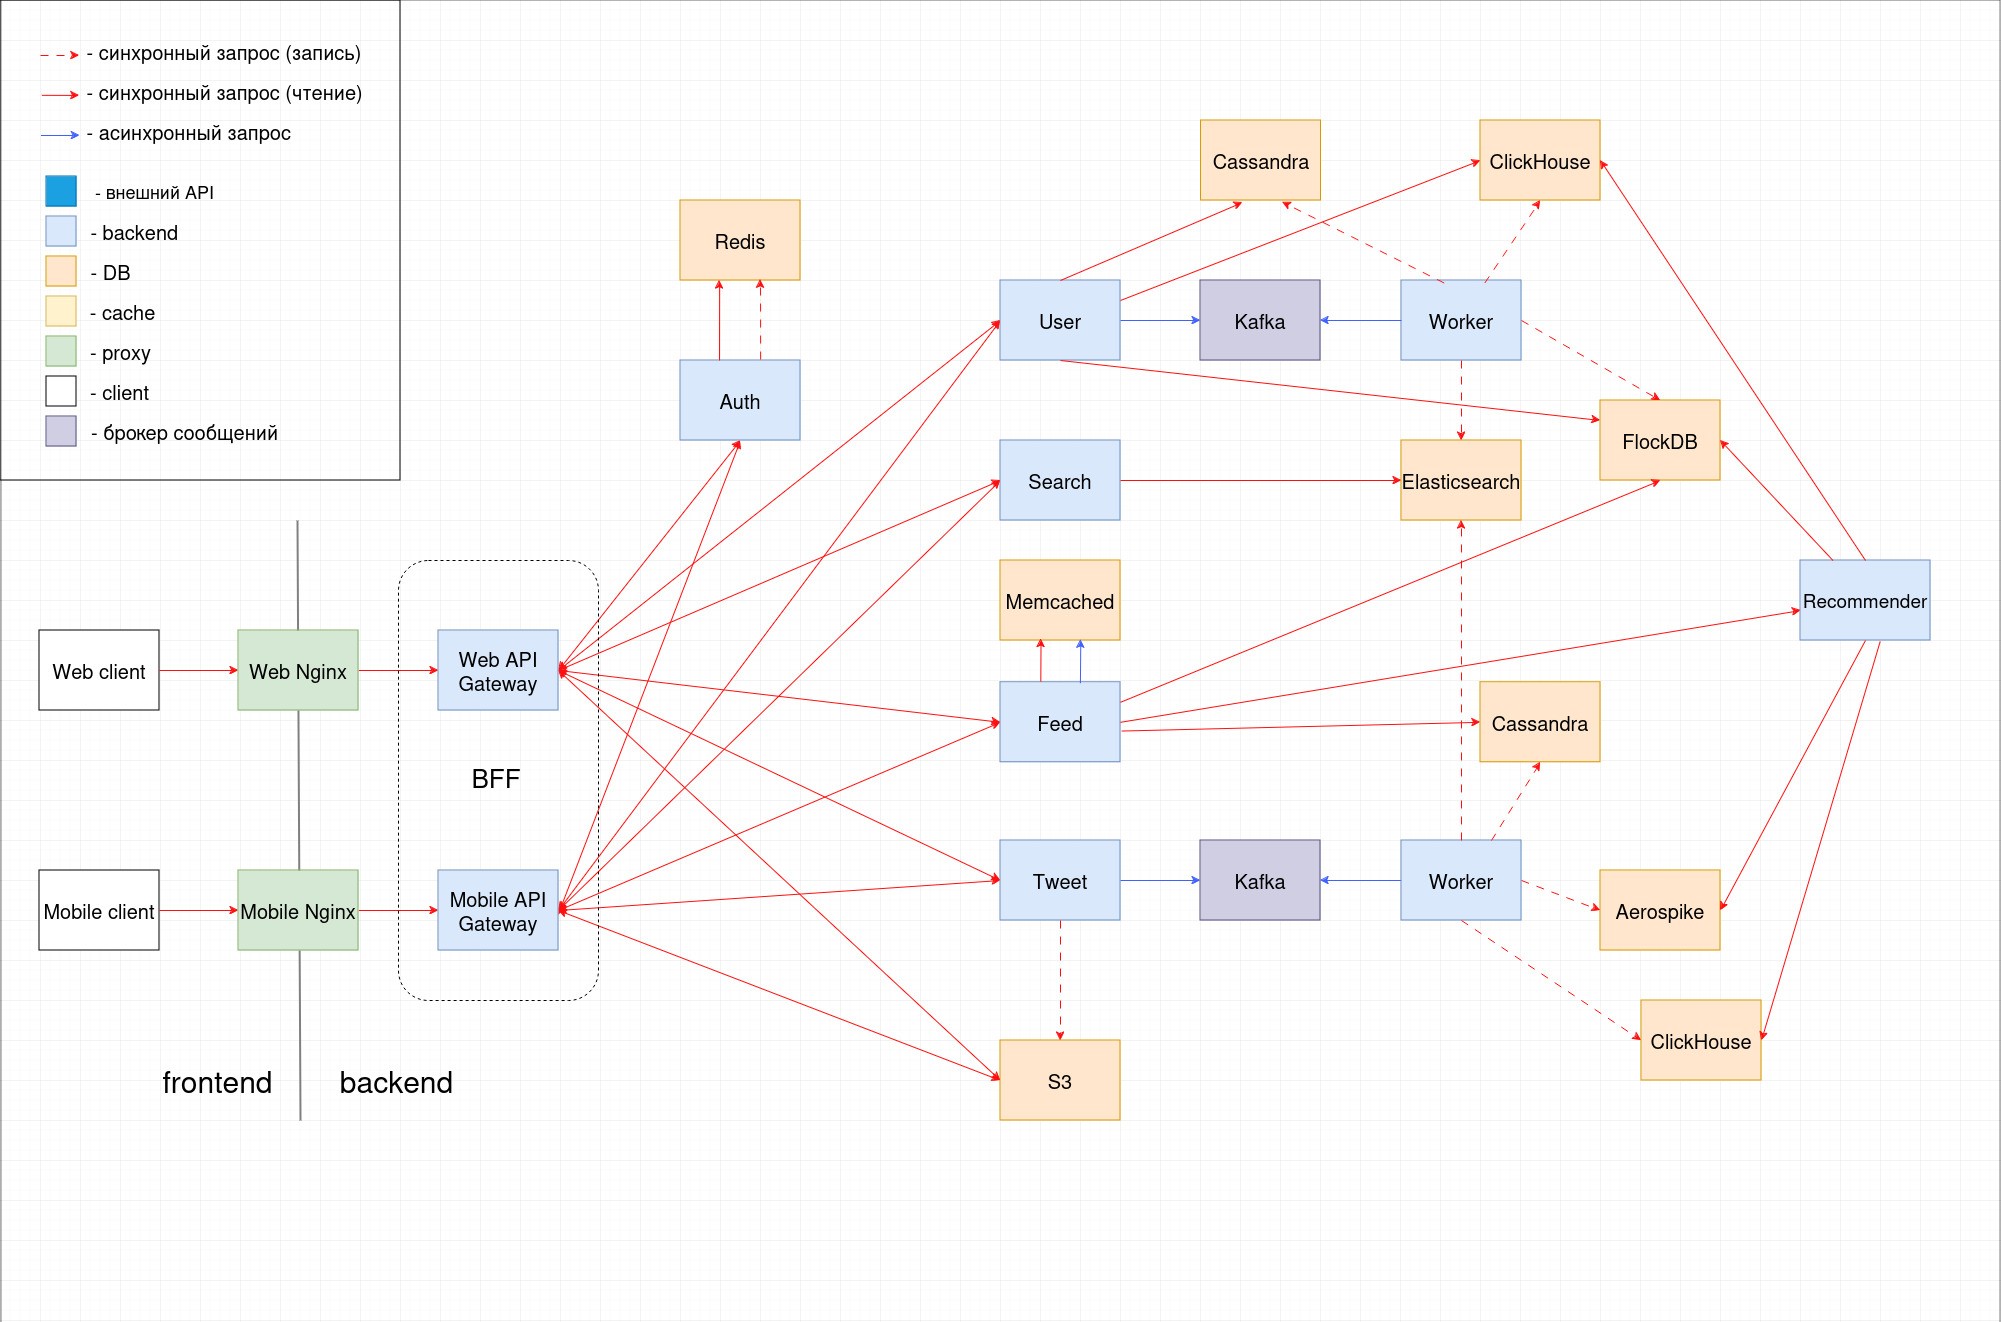 - синхронный запрос (запись)
- синхронный запрос (чтение)
- асинхронный запрос
- внешний API
- backend
- DB
- cache
- proxy
- client
- брокер сообщений
Cassandra
ClickHouse
Redis
User
Kafka
Worker
Auth
FlockDB
Search
Elasticsearch
Memcached
Recommender
Web client
Web Nginx
Web API
Gateway
Feed
Cassandra
BFF
Mobile client
Mobile Nginx
Mobile API
Gateway
Tweet
Kafka
Worker
Aerospike
ClickHouse
S3
frontend
backend